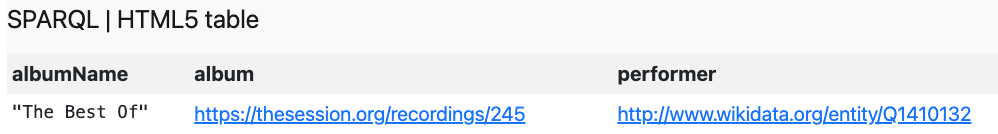 SPARQL | HTML5 table
albumName album performer
"The Best Of" https://thesession.org/recordings/245 http://www.wikidata.org/entity/Q1410132